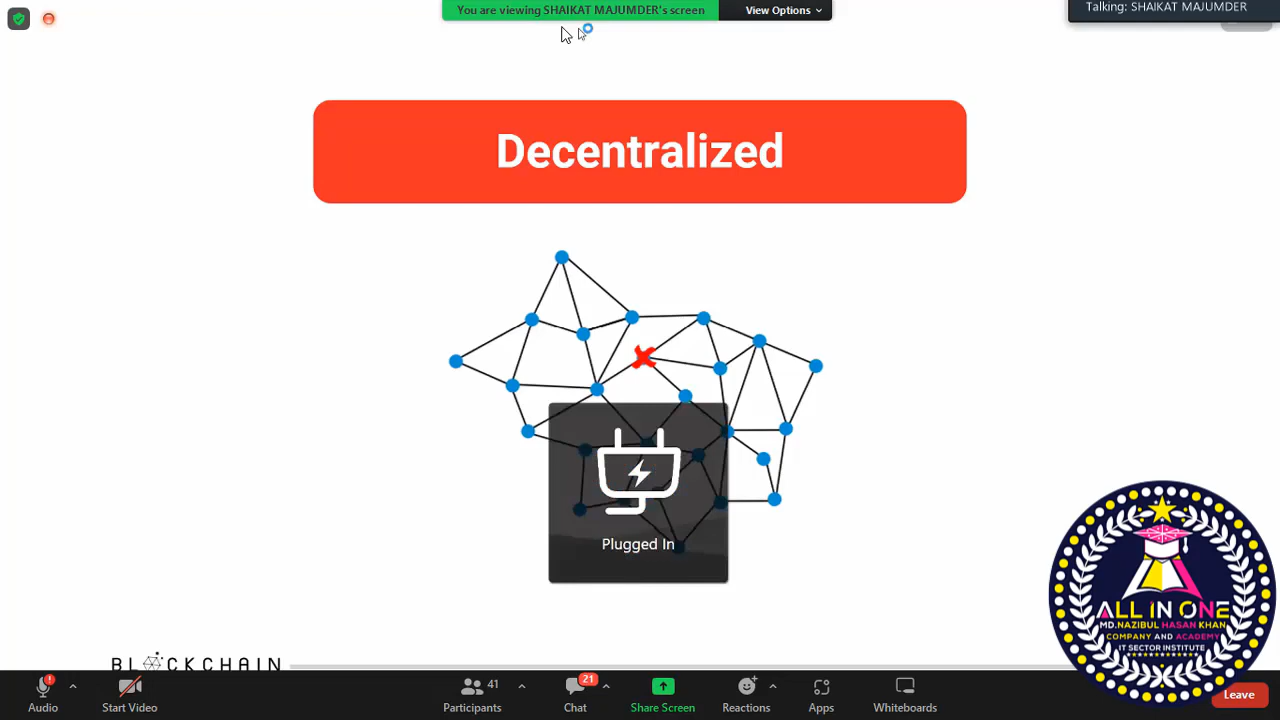 You are viewing SHAIKAT MAJUMDER's screen
View Options
Talking: SHAIKAT MAJUMDER
Decentralized
Plugged In
ALL IN ONE
MD.NAZIBUL HASAN KHAN
COMPANY AND ACADEMY
IT SECTOR INSTITUTE
BLOCKCHAIN
Audio
Start Video
41
Participants
21
Chat
Share Screen
Reactions
Apps
Whiteboards
Leave